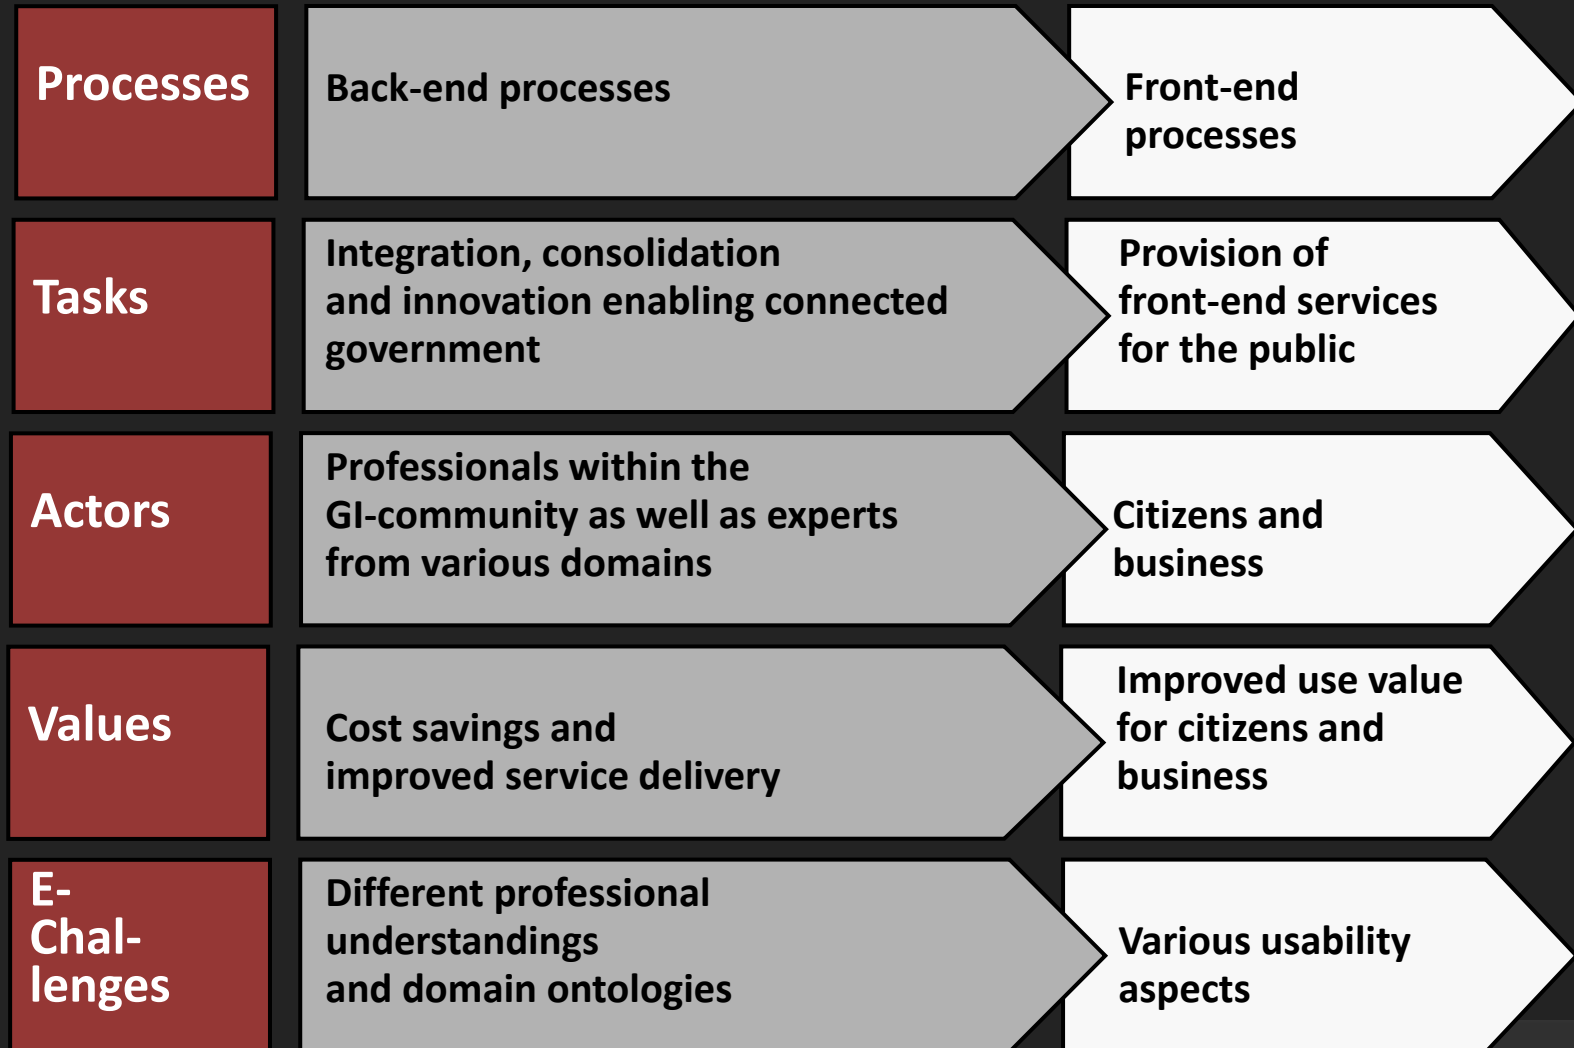 Processes
Back-end processes
Front-end
processes
Tasks
Integration, consolidation
and innovation enabling connected
government
Provision of
front-end services
for the public
Actors
Professionals within the
GI-community as well as experts
from various domains
Citizens and
business
Values
Cost savings and
improved service delivery
Improved use value
for citizens and
business
E-
Chal-
lenges
Different professional
understandings
and domain ontologies
Various usability
aspects